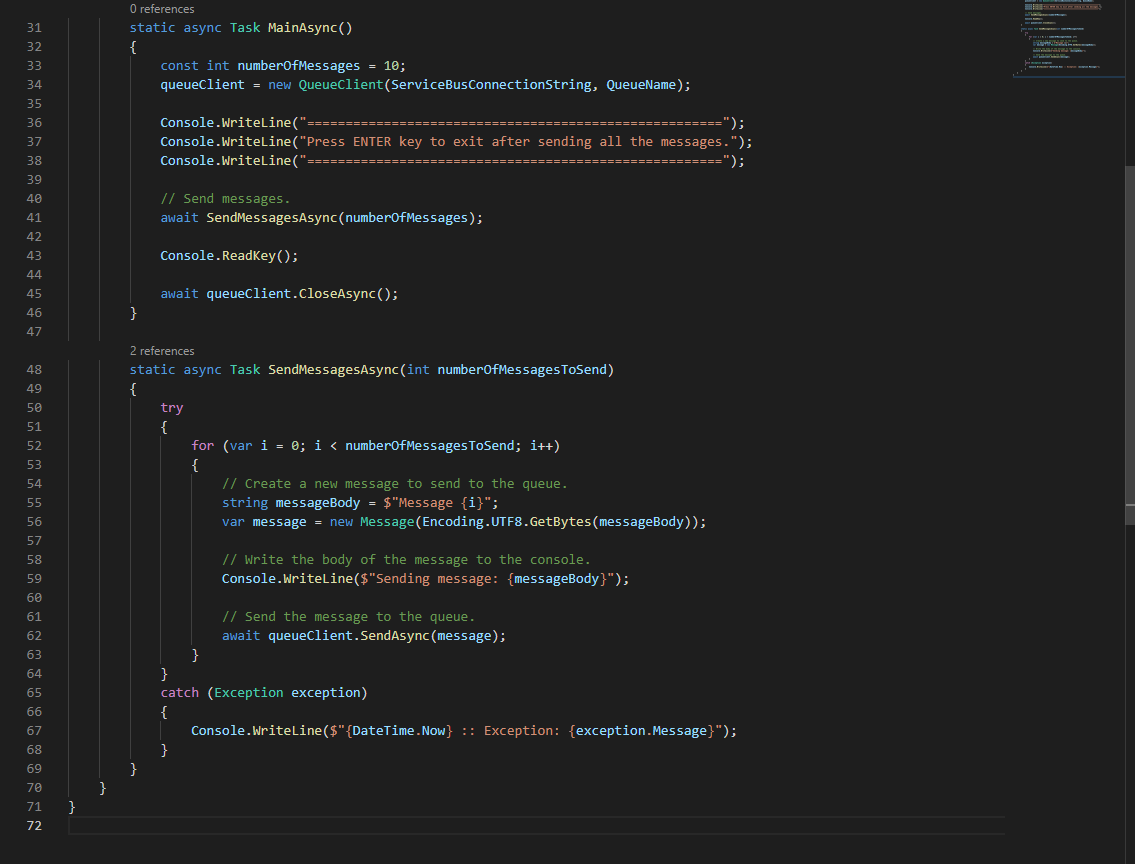 0 references
31 static async Task MainAsync()
32 {
33 const int numberOfMessages = 10;
34 queueClient = new QueueClient(ServiceBusConnectionString, QueueName);
35
36 Console.WriteLine("======================================================");
37 Console.WriteLine("Press ENTER key to exit after sending all the messages.");
38 Console.WriteLine("======================================================");
39
40 // Send messages.
41 await SendMessagesAsync(numberOfMessages);
42
43 Console.ReadKey();
44
45 await queueClient.CloseAsync();
46 }
47
2 references
48 static async Task SendMessagesAsync(int numberOfMessagesToSend)
49 {
50 try
51 {
52 for (var i = 0; i < numberOfMessagesToSend; i++)
53 {
54 // Create a new message to send to the queue.
55 string messageBody = $"Message {i}";
56 var message = new Message(Encoding.UTF8.GetBytes(messageBody));
57
58 // Write the body of the message to the console.
59 Console.WriteLine($"Sending message: {messageBody}");
60
61 // Send the message to the queue.
62 await queueClient.SendAsync(message);
63 }
64 }
65 catch (Exception exception)
66 {
67 Console.WriteLine($"{DateTime.Now} :: Exception: {exception.Message}");
68 }
69 }
70 }
71 }
72